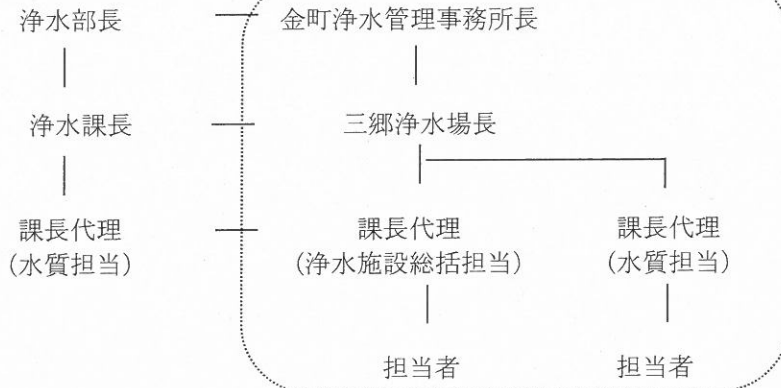 浄水部長
金町浄水管理事務所長
浄水課長
三郷浄水場長
課長代理
(水質担当)
課長代理
(浄水施設総括担当)
課長代理
(水質担当)
担当者
担当者